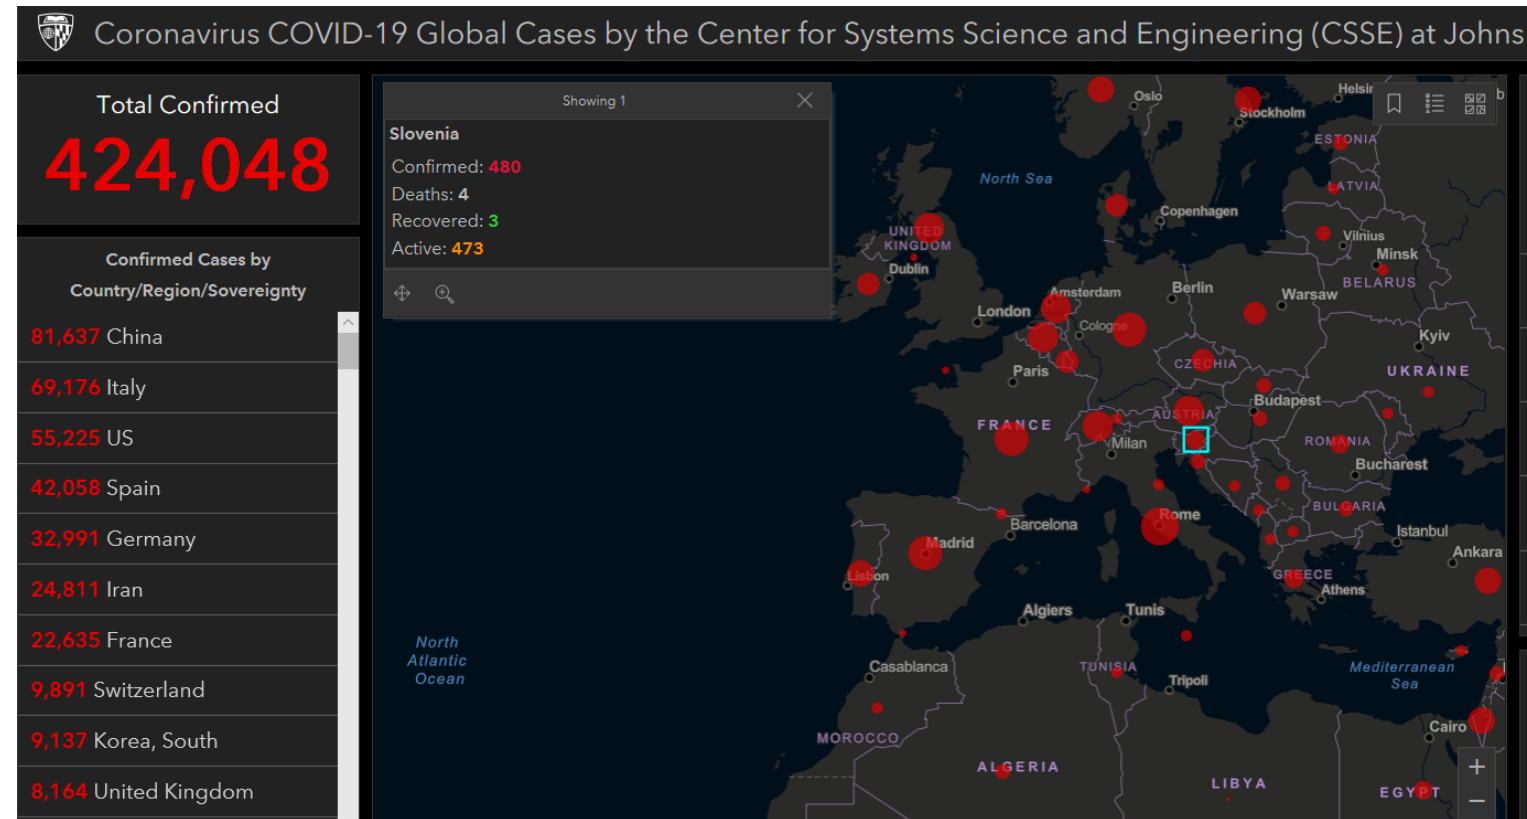 Coronavirus COVID-19 Global Cases by the Center for Systems Science and Engineering (CSSE) at Johns
Total Confirmed
424,048
Confirmed Cases by
Country/Region/Sovereignty
81,637 China
69,176 Italy
55,225 US
42,058 Spain
32,991 Germany
24,811 Iran
22,635 France
9,891 Switzerland
9,137 Korea, South
8,164 United Kingdom
Showing 1
Slovenia
Confirmed: 480
Deaths: 4
Recovered: 3
Active: 473
Oslo
Stockholm
ESTONIA
North Sea
LATVIA
Copenhagen
UNITED
KINGDOM
Vilnius
Minsk
Dublin
BELARUS
Amsterdam
Berlin
Warsaw
London
Cologne
Kyiv
Paris
CZECHIA
UKRAINE
Budapest
AUSTRIA
FRANCE
Milan
ROMANIA
Bucharest
BULGARIA
Rome
Barcelona
Istanbul
Madrid
Ankara
Lisbon
GREECE
Athens
Algiers
Tunis
North
Atlantic
Ocean
Casablanca
TUNISIA
Mediterranean
Sea
Tripoli
Cairo
MOROCCO
ALGERIA
LIBYA
EGYPT